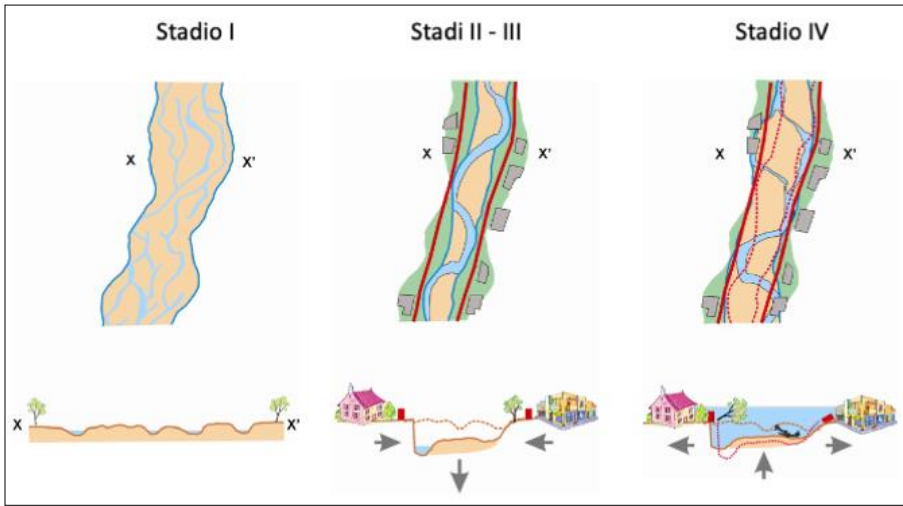 Stadio I
Stadi II - III
Stadio IV
X
X'
X
X'
X
X'
X
X'